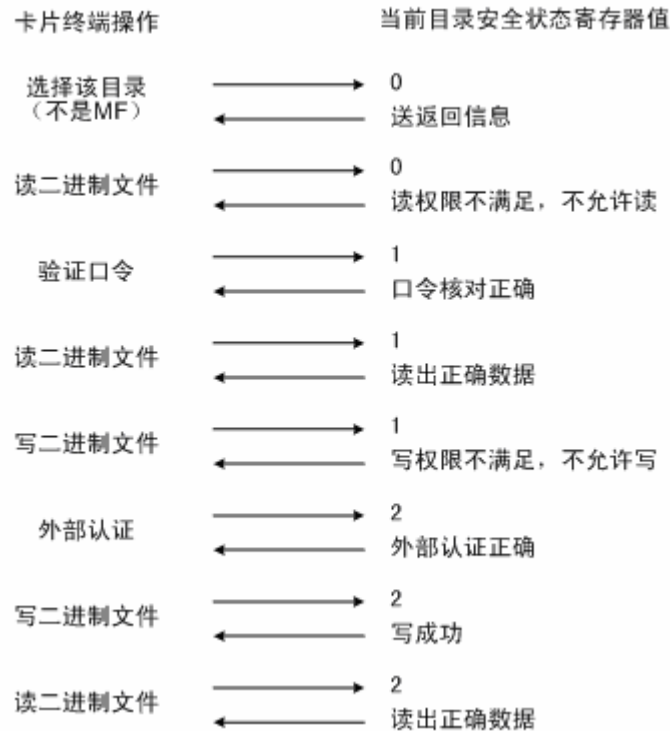 卡片终端操作 当前目录安全状态寄存器值
选择该目录 0
（不是MF） 送返回信息
读二进制文件 0
读权限不满足，不允许读
验证口令 1
口令核对正确
读二进制文件 1
读出正确数据
写二进制文件 1
写权限不满足，不允许写
外部认证 2
外部认证正确
写二进制文件 2
写成功
读二进制文件 2
读出正确数据